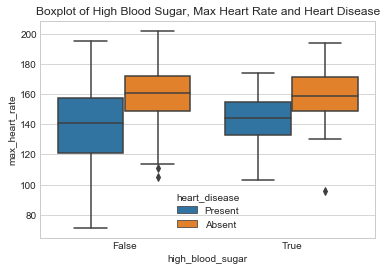 Boxplot of High Blood Sugar, Max Heart Rate and Heart Disease
200
180
160
140
120
100
80
max_heart_rate
heart_disease
Present
Absent
False
True
high_blood_sugar